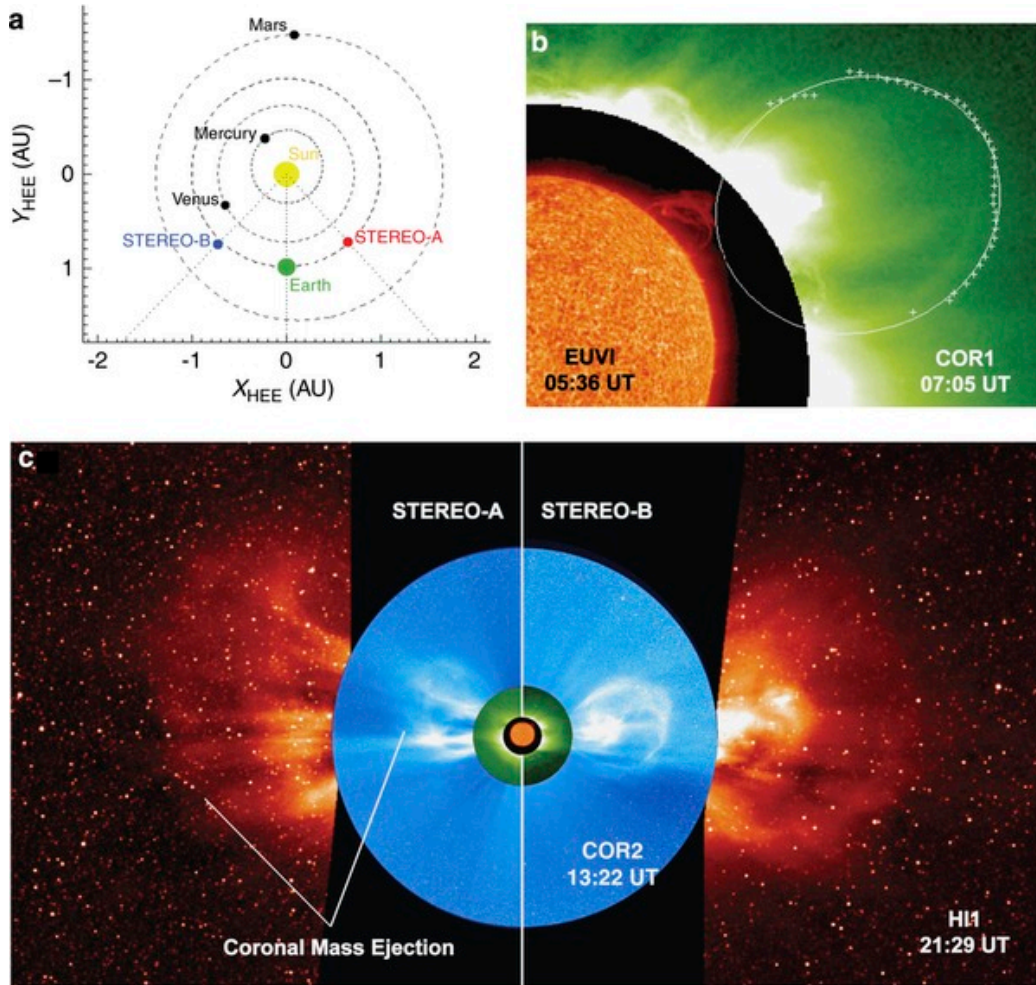 a
Mars
Mercury
Sun
Venus
STEREO-B
STEREO-A
Earth
-1
0
1
Y_HEE (AU)
-2
-1
0
1
2
X_HEE (AU)
b
EUVI
05:36 UT
COR1
07:05 UT
c
STEREO-A
STEREO-B
COR2
13:22 UT
Coronal Mass Ejection
HI1
21:29 UT